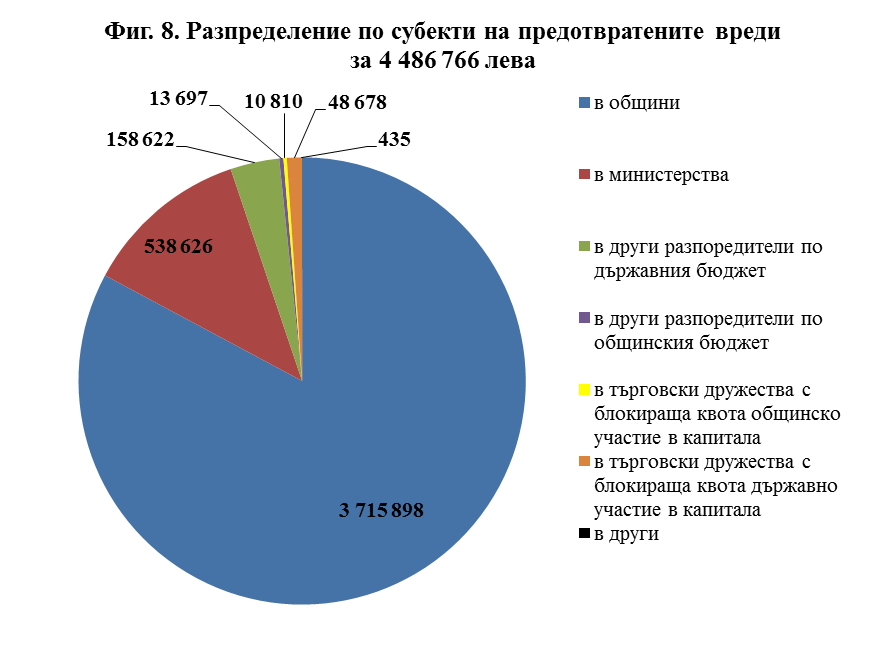 Фиг. 8. Разпределение по субекти на предотвратените вреди
за 4 486 766 лева
13 697
10 810
48 678
158 622
435
538 626
3 715 898
в общини
в министерства
в други разпоредители по
държавния бюджет
в други разпоредители по
общинския бюджет
в търговски дружества с
блокираща квота общинско
участие в капитала
в търговски дружества с
блокираща квота държавно
участие в капитала
в други